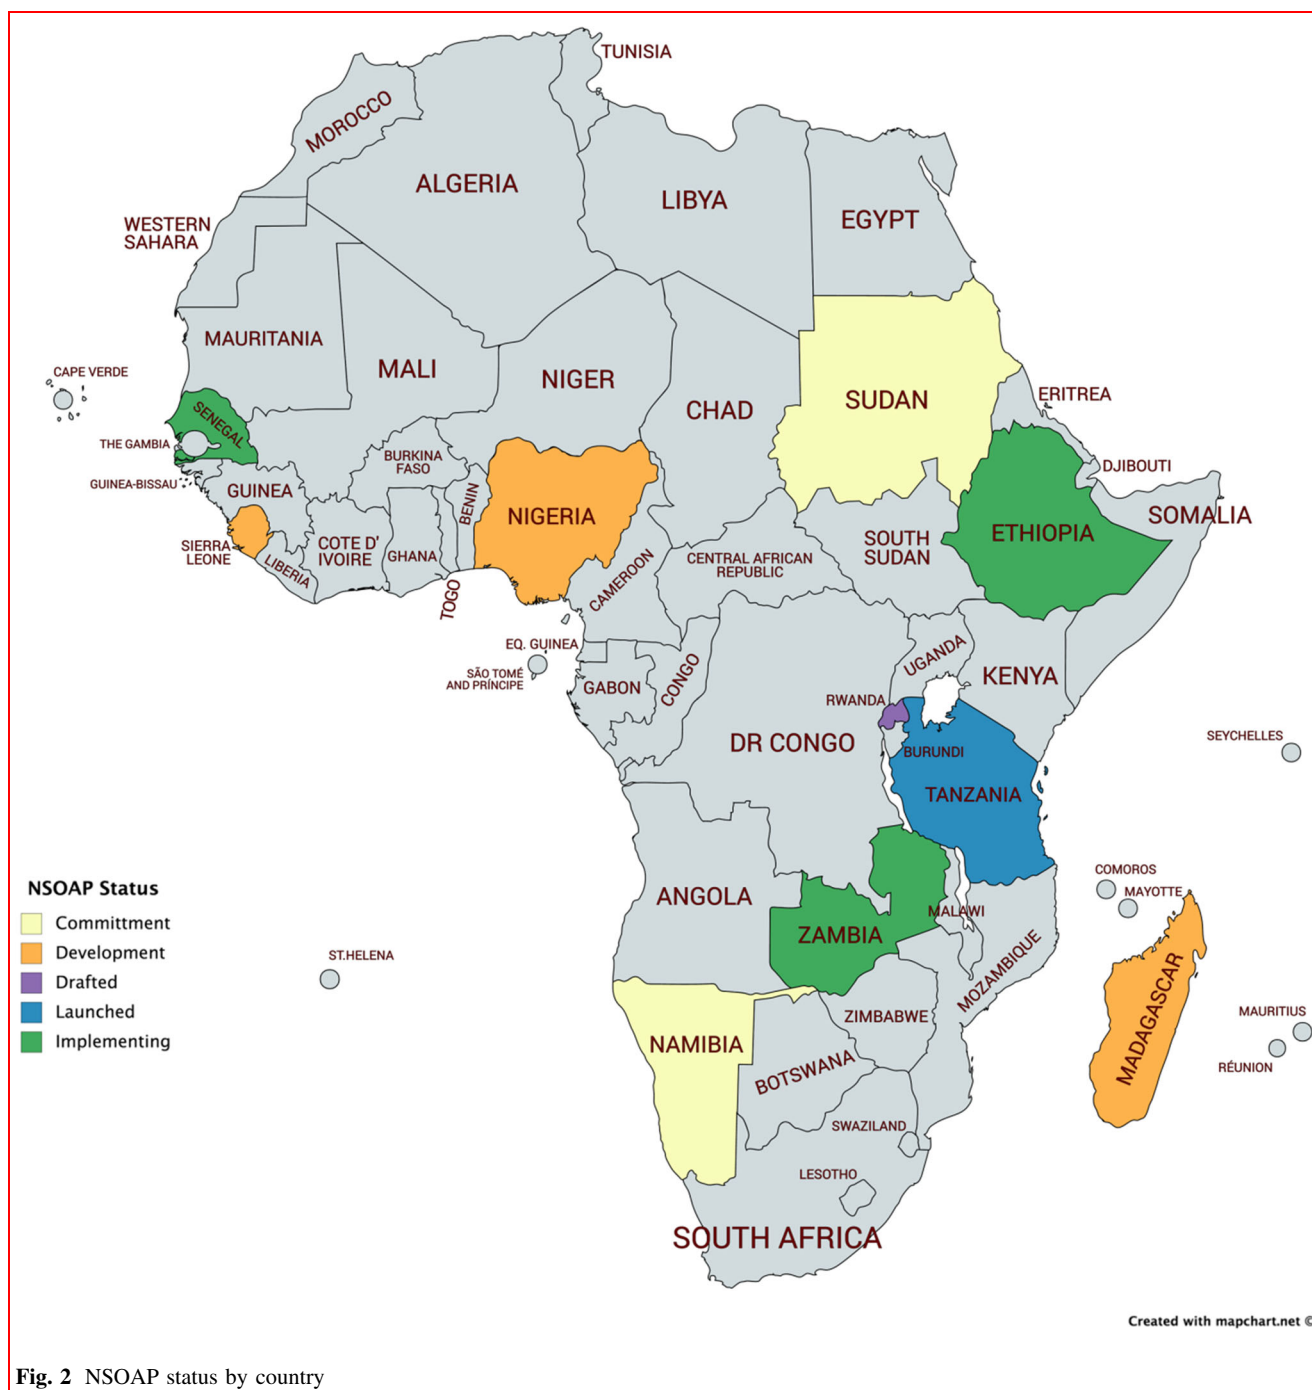 TUNISIA
MOROCCO
ALGERIA
LIBYA
EGYPT
WESTERN
SAHARA
MAURITANIA
MALI
NIGER
CHAD
SUDAN
ERITREA
CAPE VERDE
SENEGAL
THE GAMBIA
GUINEA-BISSAU
GUINEA
BURKINA
FASO
BENIN
NIGERIA
DJIBOUTI
SOMALIA
ETHIOPIA
SOUTH
SUDAN
SIERRA
LEONE
LIBERIA
COTE D'
IVOIRE
GHANA
TOGO
CAMEROON
CENTRAL AFRICAN
REPUBLIC
EQ. GUINEA
SÃO TOMÉ
AND PRÍNCIPE
GABON
CONGO
UGANDA
KENYA
RWANDA
DR CONGO
BURUNDI
TANZANIA
SEYCHELLES
NSOAP Status
Committment
Development
Drafted
Launched
Implementing
ANGOLA
ZAMBIA
MALAWI
COMOROS
MAYOTTE
ST.HELENA
MOZAMBIQUE
MADAGASCAR
NAMIBIA
ZIMBABWE
BOTSWANA
MAURITIUS
RÉUNION
SWAZILAND
LESOTHO
SOUTH AFRICA
Created with mapchart.net ©
Fig. 2 NSOAP status by country